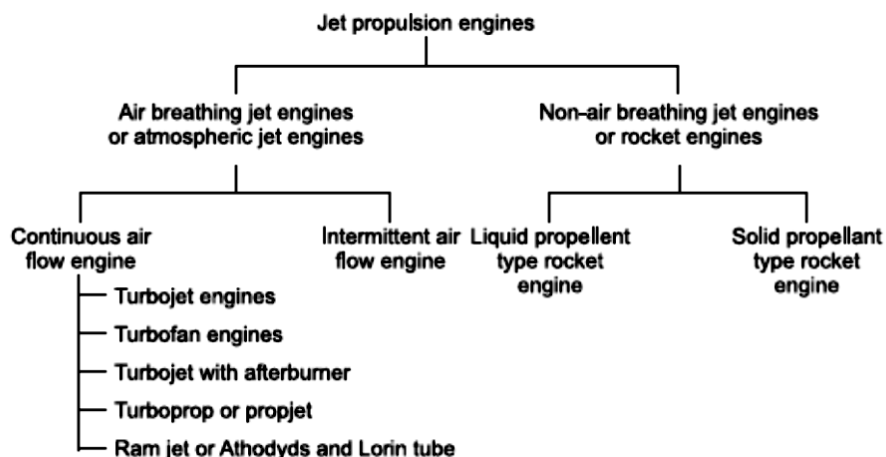 Jet propulsion engines
Air breathing jet engines
or atmospheric jet engines
Non-air breathing jet engines
or rocket engines
Continuous air
flow engine
Intermittent air
flow engine
Liquid propellent
type rocket
engine
Solid propellant
type rocket
engine
Turbojet engines
Turbofan engines
Turbojet with afterburner
Turboprop or propjet
Ram jet or Athodyds and Lorin tube